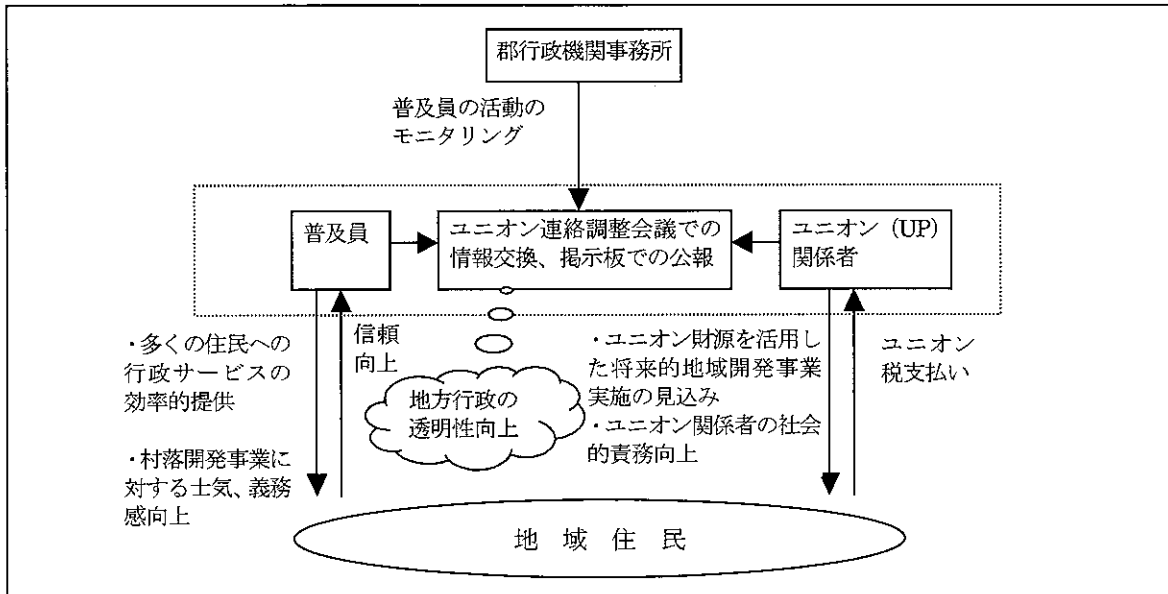 郡行政機関事務所
普及員の活動の
モニタリング
普及員
ユニオン連絡調整会議での
情報交換、掲示板での公報
ユニオン（UP）
関係者
・多くの住民への
行政サービスの
効率的提供
・村落開発事業に
対する士気、義務
感向上
信頼
向上
地方行政の
透明性向上
・ユニオン財源を活用し
た将来的地域開発事業
実施の見込み
・ユニオン関係者の社会
的責務向上
ユニオン
税支払い
地 域 住 民